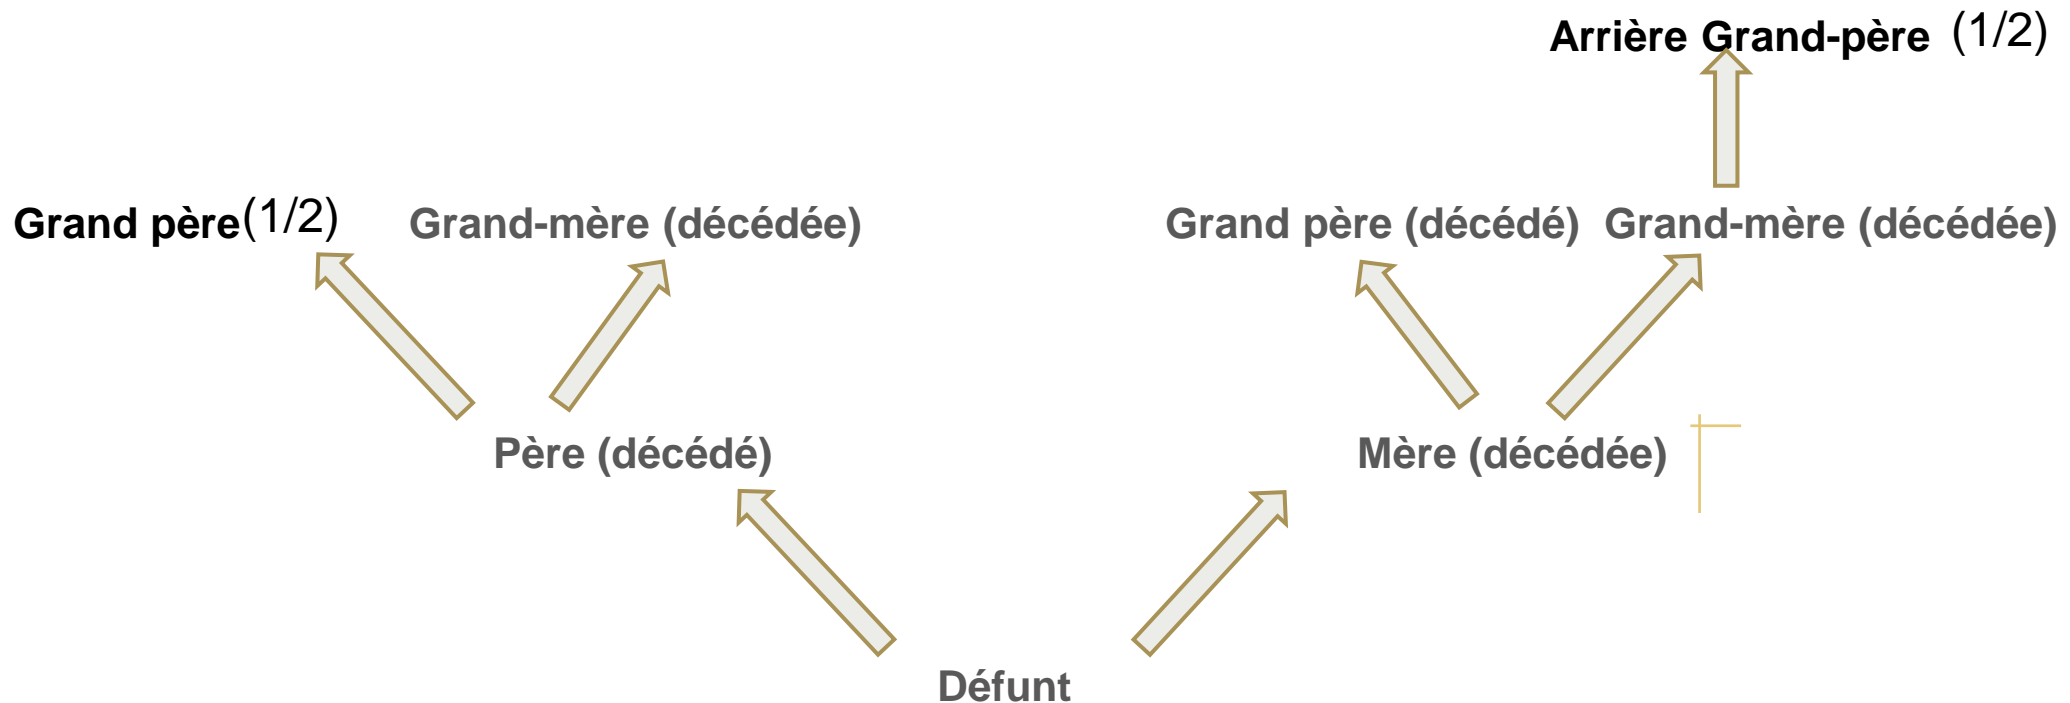 Arrière Grand-père (1/2)
Grand père(1/2) Grand-mère (décédée) Grand père (décédé) Grand-mère (décédée)
Père (décédé) Mère (décédée)
Défunt